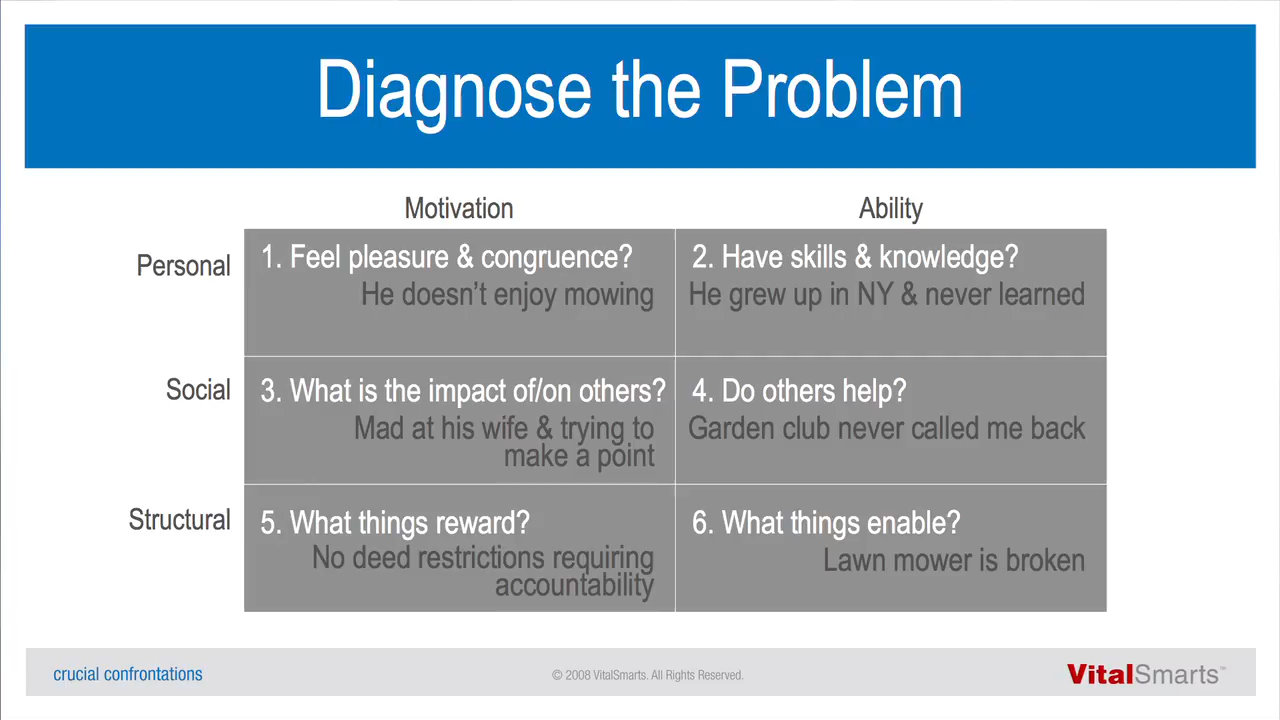 Diagnose the Problem
Motivation
Ability
Personal
1. Feel pleasure & congruence?
He doesn't enjoy mowing
2. Have skills & knowledge?
He grew up in NY & never learned
Social
3. What is the impact of/on others?
Mad at his wife & trying to
make a point
4. Do others help?
Garden club never called me back
Structural
5. What things reward?
No deed restrictions requiring
accountability
6. What things enable?
Lawn mower is broken
crucial confrontations
© 2008 VitalSmarts. All Rights Reserved.
VitalSmarts™